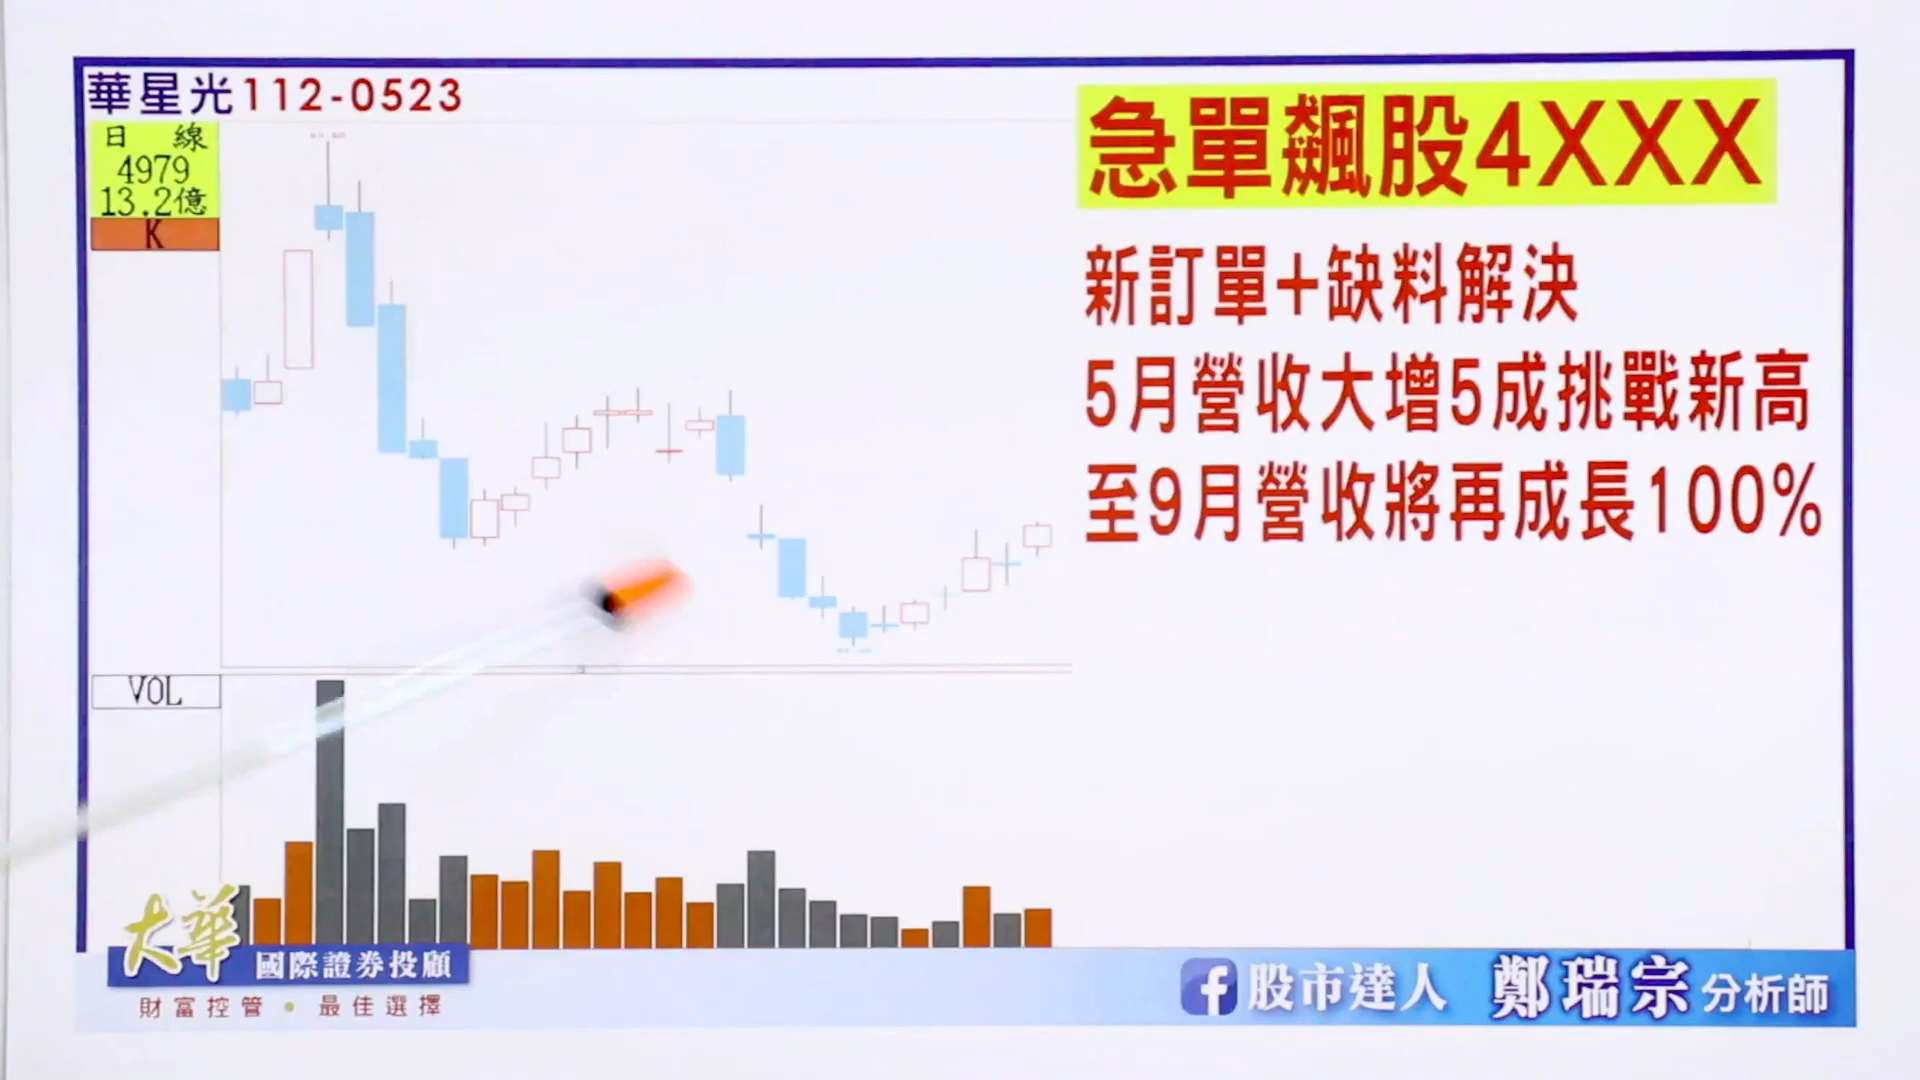 華星光112-0523
日 線
4979
13.2億
K
VOL
急單飆股4XXX
新訂單+缺料解決
5月營收大增5成挑戰新高
至9月營收將再成長100%
大華
國際證券投顧
財富控管•最佳選擇
f 股市達人 鄭瑞宗 分析師